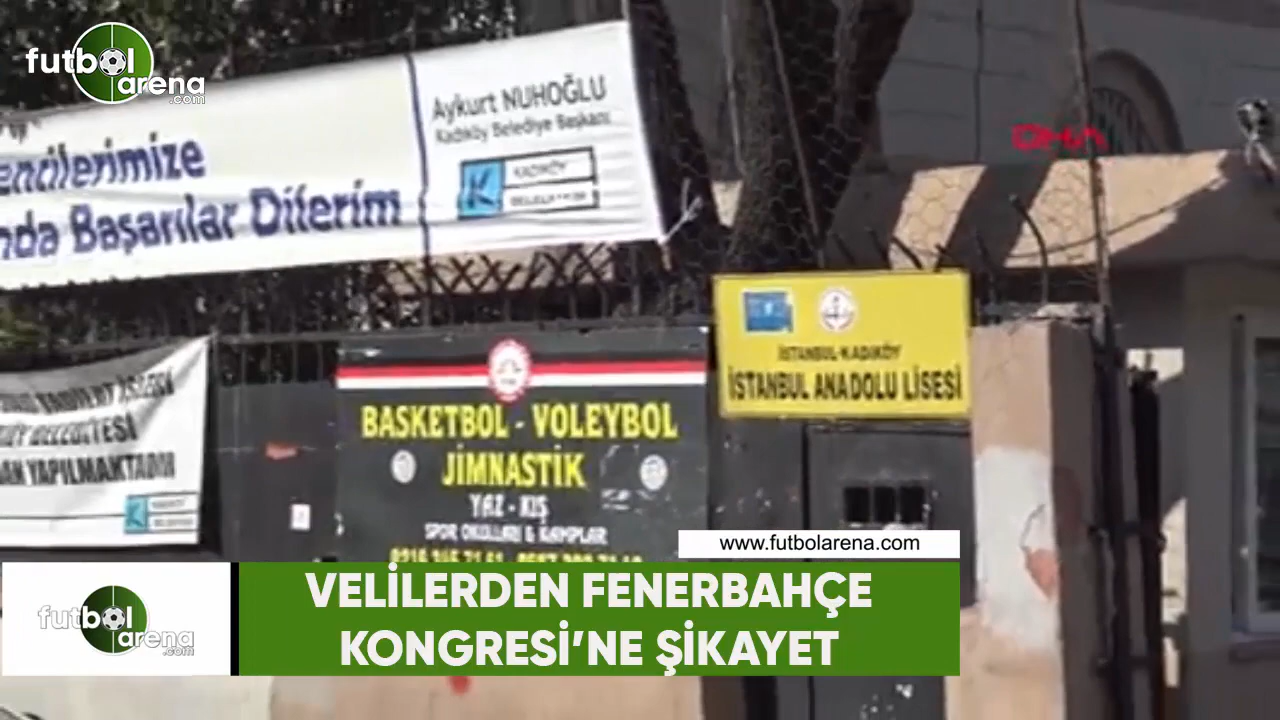 futbol
arena
.com
Aykurt NUHOĞLU
Kadıköy Belediye Başkanı
encilerimize
nda Başarılar Dilerim
KADIKÖY
BELEDİYESİ
DHA
İSTANBUL-KADIKÖY
İSTANBUL ANADOLU LİSESİ
BASKETBOL - VOLEYBOL
JİMNASTİK
YAZ - KIŞ
SPOR OKULLARI & KAMPLAR
YAPILMAKTADIR
www.futbolarena.com
futbol
arena
.com
VELİLERDEN FENERBAHÇE
KONGRESİ'NE ŞİKAYET